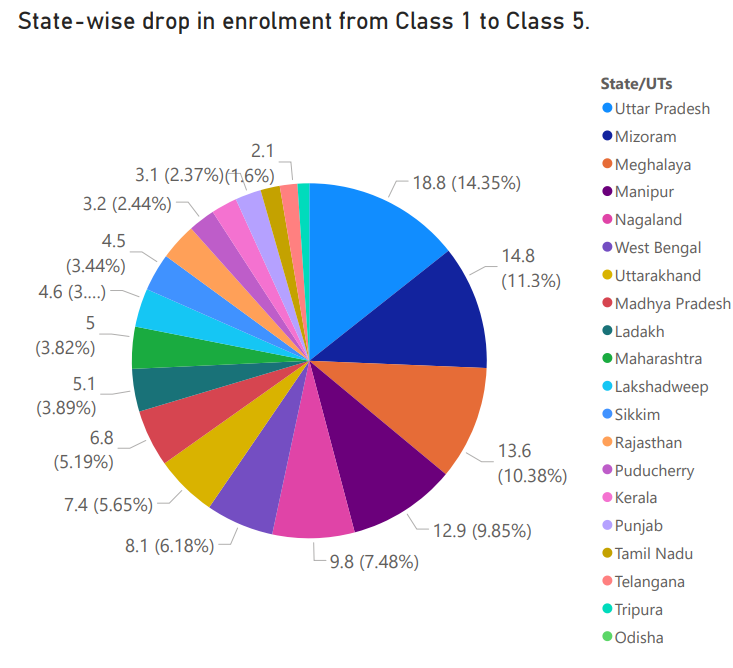 State-wise drop in enrolment from Class 1 to Class 5.
State/UTs
Uttar Pradesh
Mizoram
Meghalaya
Manipur
Nagaland
West Bengal
Uttarakhand
Madhya Pradesh
Ladakh
Maharashtra
Lakshadweep
Sikkim
Rajasthan
Puducherry
Kerala
Punjab
Tamil Nadu
Telangana
Tripura
Odisha
18.8 (14.35%)
14.8
(11.3%)
13.6
(10.38%)
12.9 (9.85%)
9.8 (7.48%)
8.1 (6.18%)
7.4 (5.65%)
6.8
(5.19%)
5.1
(3.89%)
5
(3.82%)
4.6 (3....)
4.5
(3.44%)
3.2 (2.44%)
3.1 (2.37%)
2.1
(1.6%)